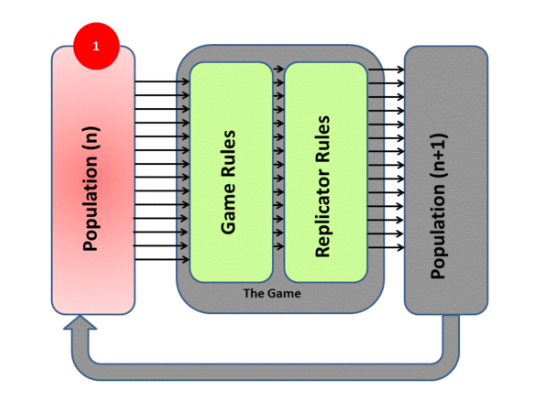 1
Population (n)
Game Rules
Replicator Rules
Population (n+1)
The Game